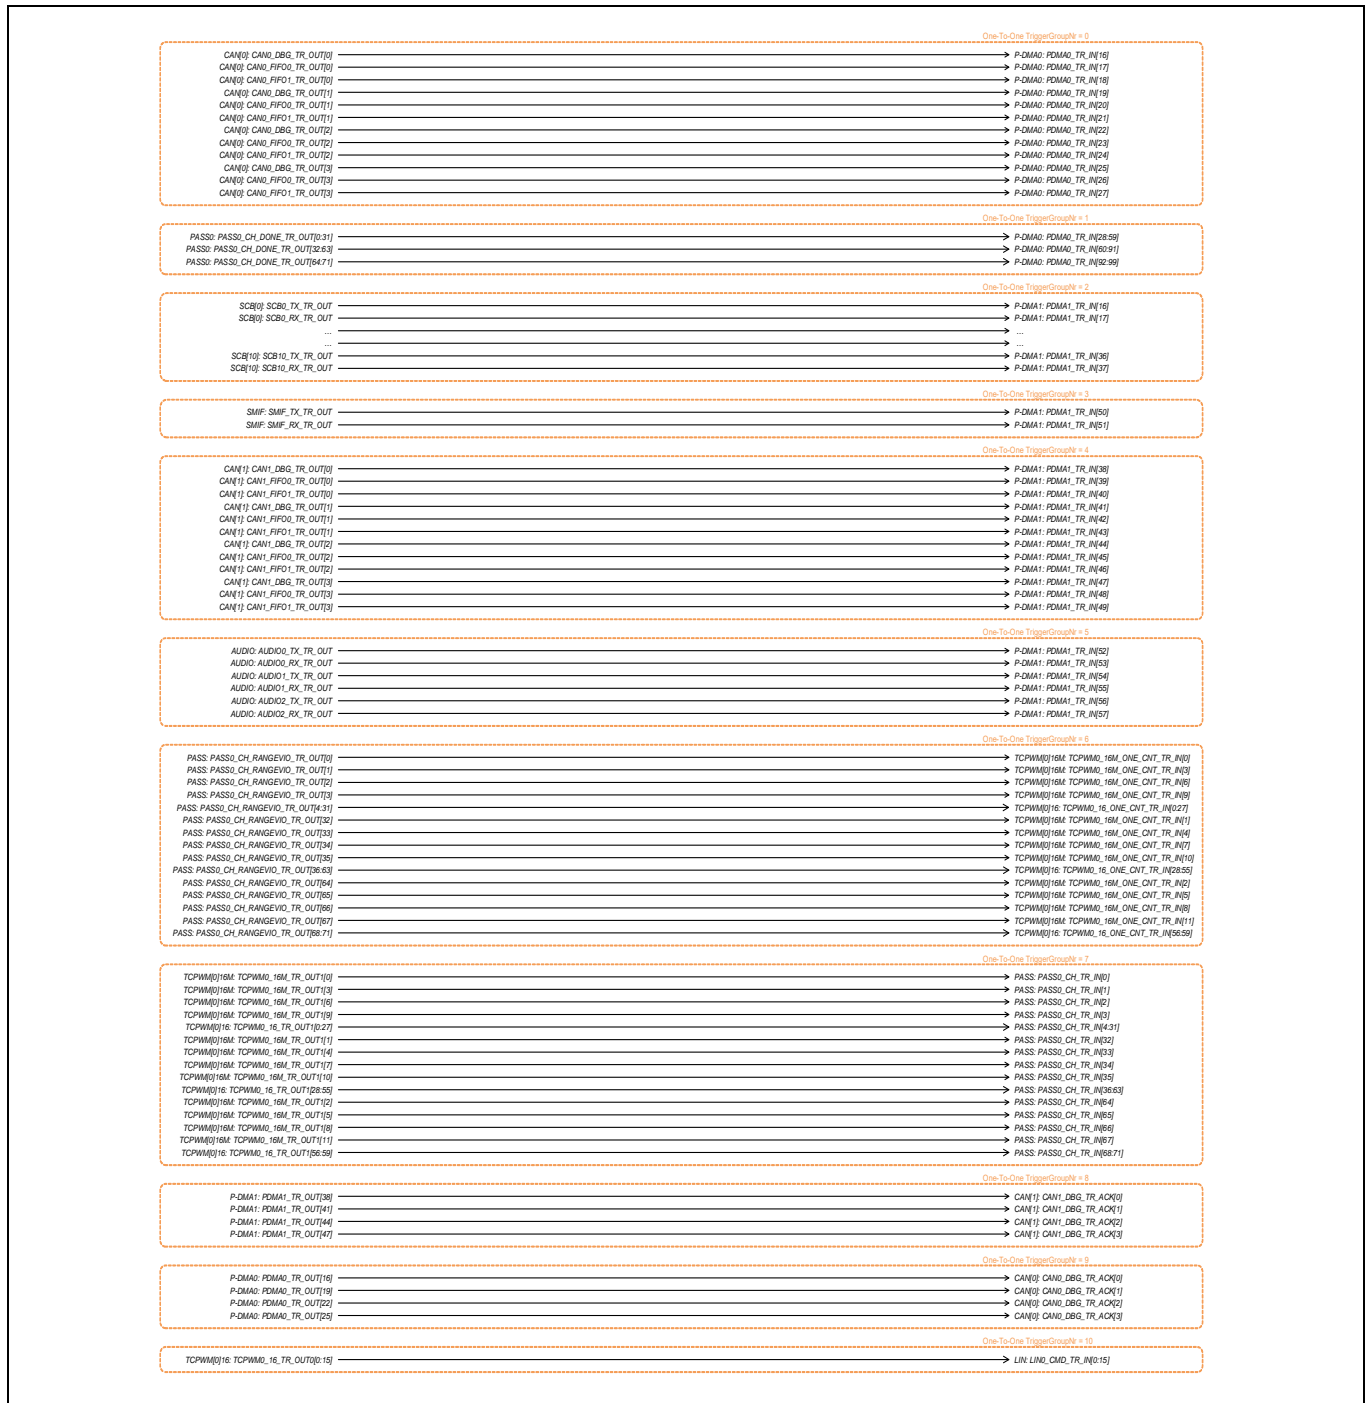 One-To-One TriggerGroupNr = 0
CAN[0]: CAN0_DBG_TR_OUT[0] P-DMA0: PDMA0_TR_IN[16]
CAN[0]: CAN0_FIFO0_TR_OUT[0] P-DMA0: PDMA0_TR_IN[17]
CAN[0]: CAN0_FIFO1_TR_OUT[0] P-DMA0: PDMA0_TR_IN[18]
CAN[0]: CAN0_DBG_TR_OUT[1] P-DMA0: PDMA0_TR_IN[19]
CAN[0]: CAN0_FIFO0_TR_OUT[1] P-DMA0: PDMA0_TR_IN[20]
CAN[0]: CAN0_FIFO1_TR_OUT[1] P-DMA0: PDMA0_TR_IN[21]
CAN[0]: CAN0_DBG_TR_OUT[2] P-DMA0: PDMA0_TR_IN[22]
CAN[0]: CAN0_FIFO0_TR_OUT[2] P-DMA0: PDMA0_TR_IN[23]
CAN[0]: CAN0_FIFO1_TR_OUT[2] P-DMA0: PDMA0_TR_IN[24]
CAN[0]: CAN0_DBG_TR_OUT[3] P-DMA0: PDMA0_TR_IN[25]
CAN[0]: CAN0_FIFO0_TR_OUT[3] P-DMA0: PDMA0_TR_IN[26]
CAN[0]: CAN0_FIFO1_TR_OUT[3] P-DMA0: PDMA0_TR_IN[27]
One-To-One TriggerGroupNr = 1
PASS0: PASS0_CH_DONE_TR_OUT[0:31] P-DMA0: PDMA0_TR_IN[28:59]
PASS0: PASS0_CH_DONE_TR_OUT[32:63] P-DMA0: PDMA0_TR_IN[60:91]
PASS0: PASS0_CH_DONE_TR_OUT[64:71] P-DMA0: PDMA0_TR_IN[92:99]
One-To-One TriggerGroupNr = 2
SCB[0]: SCB0_TX_TR_OUT P-DMA1: PDMA1_TR_IN[16]
SCB[0]: SCB0_RX_TR_OUT P-DMA1: PDMA1_TR_IN[17]
... ...
... ...
SCB[10]: SCB10_TX_TR_OUT P-DMA1: PDMA1_TR_IN[36]
SCB[10]: SCB10_RX_TR_OUT P-DMA1: PDMA1_TR_IN[37]
One-To-One TriggerGroupNr = 3
SMIF: SMIF_TX_TR_OUT P-DMA1: PDMA1_TR_IN[50]
SMIF: SMIF_RX_TR_OUT P-DMA1: PDMA1_TR_IN[51]
One-To-One TriggerGroupNr = 4
CAN[1]: CAN1_DBG_TR_OUT[0] P-DMA1: PDMA1_TR_IN[38]
CAN[1]: CAN1_FIFO0_TR_OUT[0] P-DMA1: PDMA1_TR_IN[39]
CAN[1]: CAN1_FIFO1_TR_OUT[0] P-DMA1: PDMA1_TR_IN[40]
CAN[1]: CAN1_DBG_TR_OUT[1] P-DMA1: PDMA1_TR_IN[41]
CAN[1]: CAN1_FIFO0_TR_OUT[1] P-DMA1: PDMA1_TR_IN[42]
CAN[1]: CAN1_FIFO1_TR_OUT[1] P-DMA1: PDMA1_TR_IN[43]
CAN[1]: CAN1_DBG_TR_OUT[2] P-DMA1: PDMA1_TR_IN[44]
CAN[1]: CAN1_FIFO0_TR_OUT[2] P-DMA1: PDMA1_TR_IN[45]
CAN[1]: CAN1_FIFO1_TR_OUT[2] P-DMA1: PDMA1_TR_IN[46]
CAN[1]: CAN1_DBG_TR_OUT[3] P-DMA1: PDMA1_TR_IN[47]
CAN[1]: CAN1_FIFO0_TR_OUT[3] P-DMA1: PDMA1_TR_IN[48]
CAN[1]: CAN1_FIFO1_TR_OUT[3] P-DMA1: PDMA1_TR_IN[49]
One-To-One TriggerGroupNr = 5
AUDIO: AUDIO0_TX_TR_OUT P-DMA1: PDMA1_TR_IN[52]
AUDIO: AUDIO0_RX_TR_OUT P-DMA1: PDMA1_TR_IN[53]
AUDIO: AUDIO1_TX_TR_OUT P-DMA1: PDMA1_TR_IN[54]
AUDIO: AUDIO1_RX_TR_OUT P-DMA1: PDMA1_TR_IN[55]
AUDIO: AUDIO2_TX_TR_OUT P-DMA1: PDMA1_TR_IN[56]
AUDIO: AUDIO2_RX_TR_OUT P-DMA1: PDMA1_TR_IN[57]
One-To-One TriggerGroupNr = 6
PASS: PASS0_CH_RANGEVIO_TR_OUT[0] TCPWM[0]16M: TCPWM0_16M_ONE_CNT_TR_IN[0]
PASS: PASS0_CH_RANGEVIO_TR_OUT[1] TCPWM[0]16M: TCPWM0_16M_ONE_CNT_TR_IN[3]
PASS: PASS0_CH_RANGEVIO_TR_OUT[2] TCPWM[0]16M: TCPWM0_16M_ONE_CNT_TR_IN[6]
PASS: PASS0_CH_RANGEVIO_TR_OUT[3] TCPWM[0]16M: TCPWM0_16M_ONE_CNT_TR_IN[9]
PASS: PASS0_CH_RANGEVIO_TR_OUT[4:31] TCPWM[0]16: TCPWM0_16_ONE_CNT_TR_IN[0:27]
PASS: PASS0_CH_RANGEVIO_TR_OUT[32] TCPWM[0]16M: TCPWM0_16M_ONE_CNT_TR_IN[1]
PASS: PASS0_CH_RANGEVIO_TR_OUT[33] TCPWM[0]16M: TCPWM0_16M_ONE_CNT_TR_IN[4]
PASS: PASS0_CH_RANGEVIO_TR_OUT[34] TCPWM[0]16M: TCPWM0_16M_ONE_CNT_TR_IN[7]
PASS: PASS0_CH_RANGEVIO_TR_OUT[35] TCPWM[0]16M: TCPWM0_16M_ONE_CNT_TR_IN[10]
PASS: PASS0_CH_RANGEVIO_TR_OUT[36:63] TCPWM[0]16: TCPWM0_16_ONE_CNT_TR_IN[28:55]
PASS: PASS0_CH_RANGEVIO_TR_OUT[64] TCPWM[0]16M: TCPWM0_16M_ONE_CNT_TR_IN[2]
PASS: PASS0_CH_RANGEVIO_TR_OUT[65] TCPWM[0]16M: TCPWM0_16M_ONE_CNT_TR_IN[5]
PASS: PASS0_CH_RANGEVIO_TR_OUT[66] TCPWM[0]16M: TCPWM0_16M_ONE_CNT_TR_IN[8]
PASS: PASS0_CH_RANGEVIO_TR_OUT[67] TCPWM[0]16M: TCPWM0_16M_ONE_CNT_TR_IN[11]
PASS: PASS0_CH_RANGEVIO_TR_OUT[68:71] TCPWM[0]16: TCPWM0_16_ONE_CNT_TR_IN[56:59]
One-To-One TriggerGroupNr = 7
TCPWM[0]16M: TCPWM0_16M_TR_OUT1[0] PASS: PASS0_CH_TR_IN[0]
TCPWM[0]16M: TCPWM0_16M_TR_OUT1[3] PASS: PASS0_CH_TR_IN[1]
TCPWM[0]16M: TCPWM0_16M_TR_OUT1[6] PASS: PASS0_CH_TR_IN[2]
TCPWM[0]16M: TCPWM0_16M_TR_OUT1[9] PASS: PASS0_CH_TR_IN[3]
TCPWM[0]16: TCPWM0_16_TR_OUT1[0:27] PASS: PASS0_CH_TR_IN[4:31]
TCPWM[0]16M: TCPWM0_16M_TR_OUT1[1] PASS: PASS0_CH_TR_IN[32]
TCPWM[0]16M: TCPWM0_16M_TR_OUT1[4] PASS: PASS0_CH_TR_IN[33]
TCPWM[0]16M: TCPWM0_16M_TR_OUT1[7] PASS: PASS0_CH_TR_IN[34]
TCPWM[0]16M: TCPWM0_16M_TR_OUT1[10] PASS: PASS0_CH_TR_IN[35]
TCPWM[0]16: TCPWM0_16_TR_OUT1[28:55] PASS: PASS0_CH_TR_IN[36:63]
TCPWM[0]16M: TCPWM0_16M_TR_OUT1[2] PASS: PASS0_CH_TR_IN[64]
TCPWM[0]16M: TCPWM0_16M_TR_OUT1[5] PASS: PASS0_CH_TR_IN[65]
TCPWM[0]16M: TCPWM0_16M_TR_OUT1[8] PASS: PASS0_CH_TR_IN[66]
TCPWM[0]16M: TCPWM0_16M_TR_OUT1[11] PASS: PASS0_CH_TR_IN[67]
TCPWM[0]16: TCPWM0_16_TR_OUT1[56:59] PASS: PASS0_CH_TR_IN[68:71]
One-To-One TriggerGroupNr = 8
P-DMA1: PDMA1_TR_OUT[38] CAN[1]: CAN1_DBG_TR_ACK[0]
P-DMA1: PDMA1_TR_OUT[41] CAN[1]: CAN1_DBG_TR_ACK[1]
P-DMA1: PDMA1_TR_OUT[44] CAN[1]: CAN1_DBG_TR_ACK[2]
P-DMA1: PDMA1_TR_OUT[47] CAN[1]: CAN1_DBG_TR_ACK[3]
One-To-One TriggerGroupNr = 9
P-DMA0: PDMA0_TR_OUT[16] CAN[0]: CAN0_DBG_TR_ACK[0]
P-DMA0: PDMA0_TR_OUT[19] CAN[0]: CAN0_DBG_TR_ACK[1]
P-DMA0: PDMA0_TR_OUT[22] CAN[0]: CAN0_DBG_TR_ACK[2]
P-DMA0: PDMA0_TR_OUT[25] CAN[0]: CAN0_DBG_TR_ACK[3]
One-To-One TriggerGroupNr = 10
TCPWM[0]16: TCPWM0_16_TR_OUT0[0:15] LIN: LIN0_CMD_TR_IN[0:15]